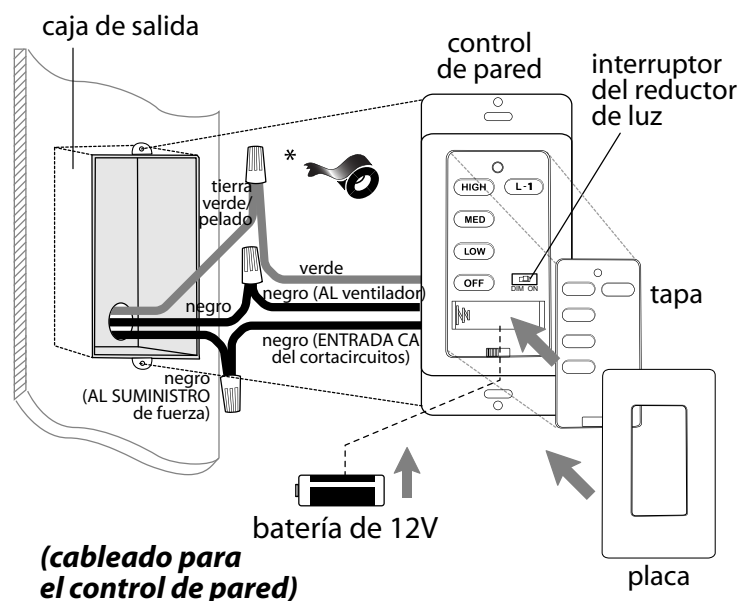 caja de salida
control
de pared
interruptor
del reductor
de luz
*
tierra
verde/
pelado
HIGH
L-1
MED
LOW
OFF
DIM ON
verde
negro
negro (AL ventilador)
negro (ENTRADA CA
del cortacircuitos)
negro
(AL SUMINISTRO
de fuerza)
tapa
batería de 12V
placa
(cableado para
el control de pared)